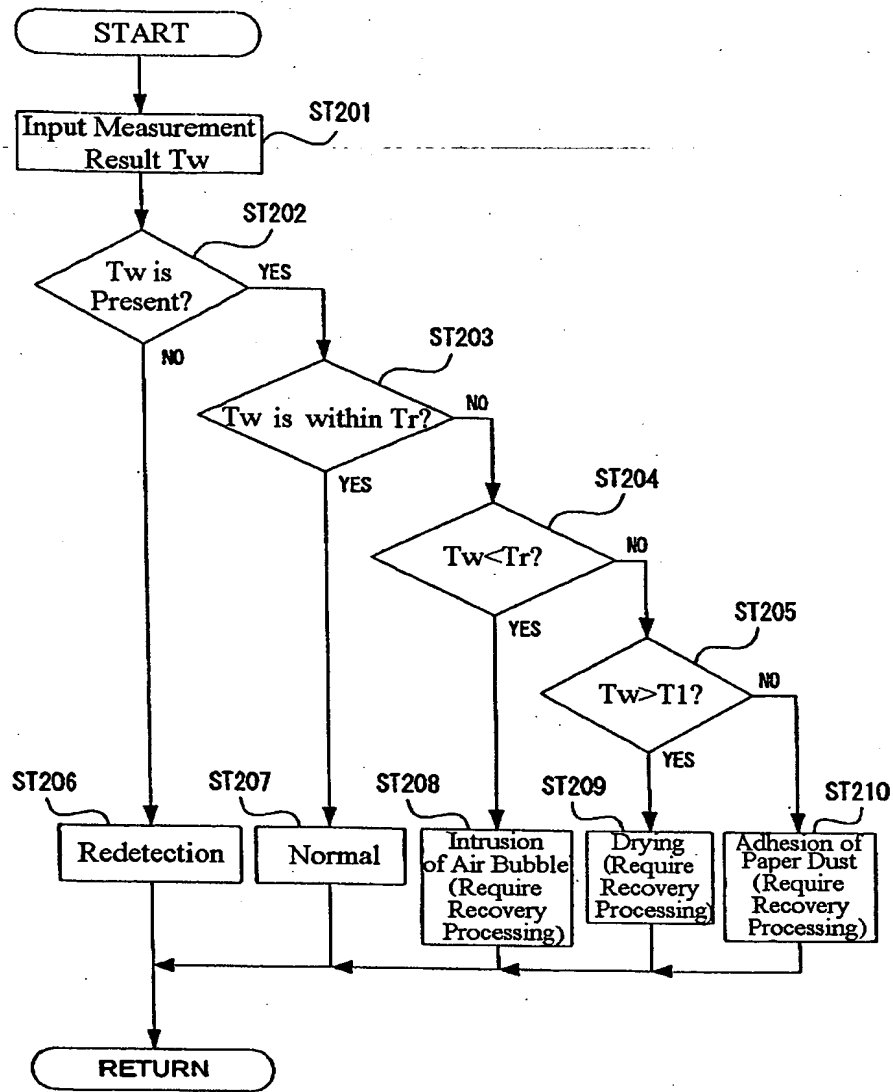 START
ST201
Input Measurement
Result Tw
ST202
Tw is
Present?
YES
NO
ST203
Tw is within Tr?
NO
YES
ST204
Tw<Tr?
NO
YES
ST205
Tw>T1?
NO
YES
ST206
Redetection
ST207
Normal
ST208
Intrusion
of Air Bubble
(Require
Recovery
Processing)
ST209
Drying
(Require
Recovery
Processing)
ST210
Adhesion of
Paper Dust
(Require
Recovery
Processing)
RETURN